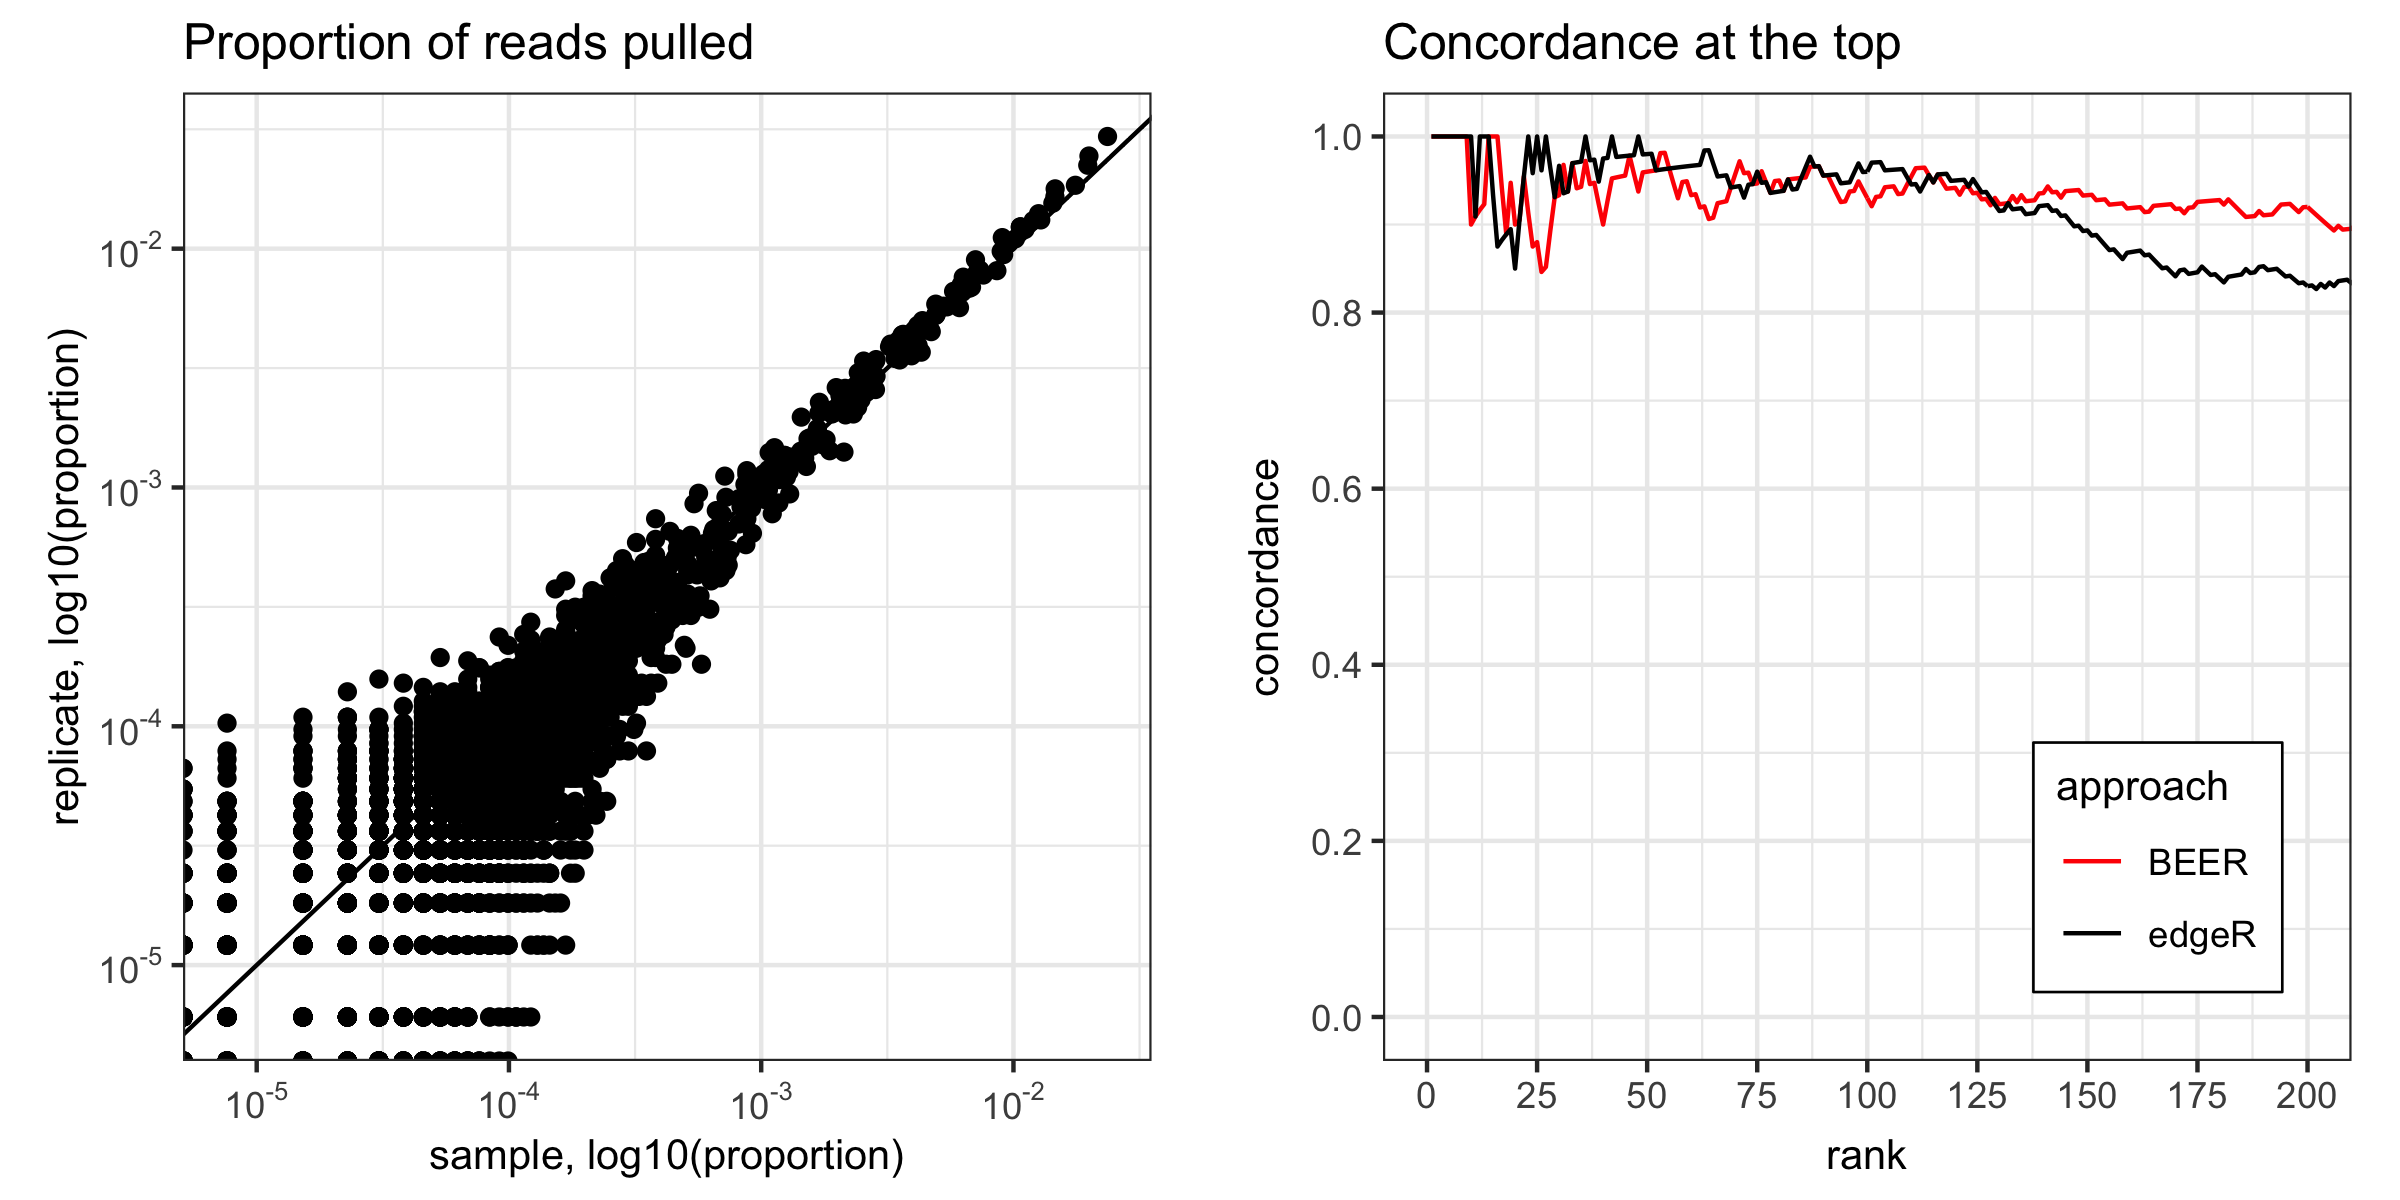 Proportion of reads pulled
replicate, log10(proportion)
10-2
10-3
10-4
10-5
10-5 10-4 10-3 10-2
sample, log10(proportion)
Concordance at the top
concordance
1.0
0.8
0.6
0.4
0.2
0.0
approach
BEER
edgeR
0 25 50 75 100 125 150 175 200
rank